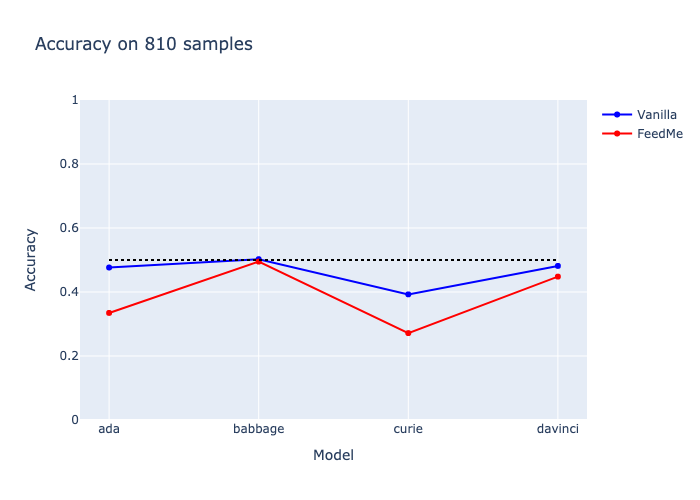 Accuracy on 810 samples
Vanilla
FeedMe
1
0.8
0.6
0.4
0.2
0
Accuracy
ada
babbage
curie
davinci
Model